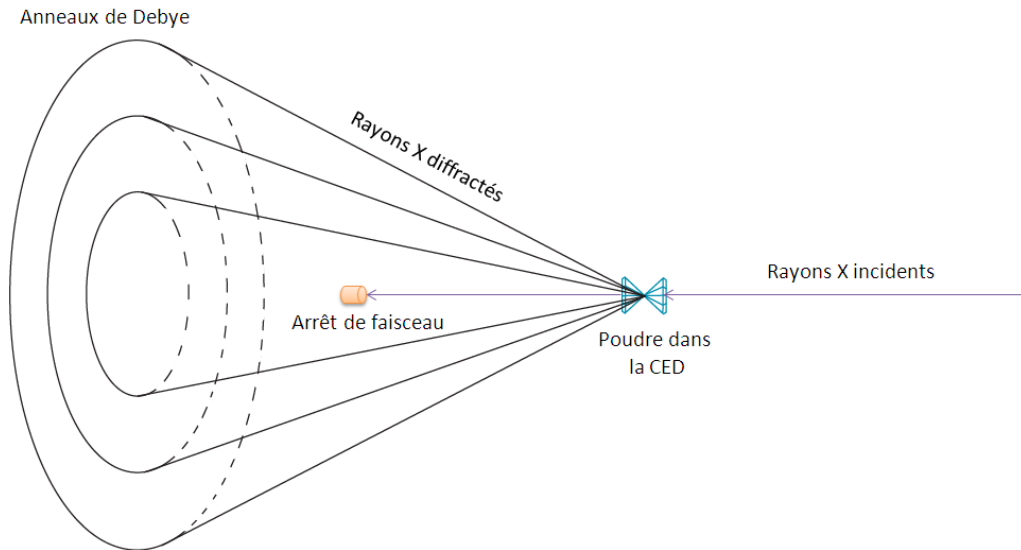 Anneaux de Debye
Rayons X diffractés
Rayons X incidents
Arrêt de faisceau
Poudre dans
la CED